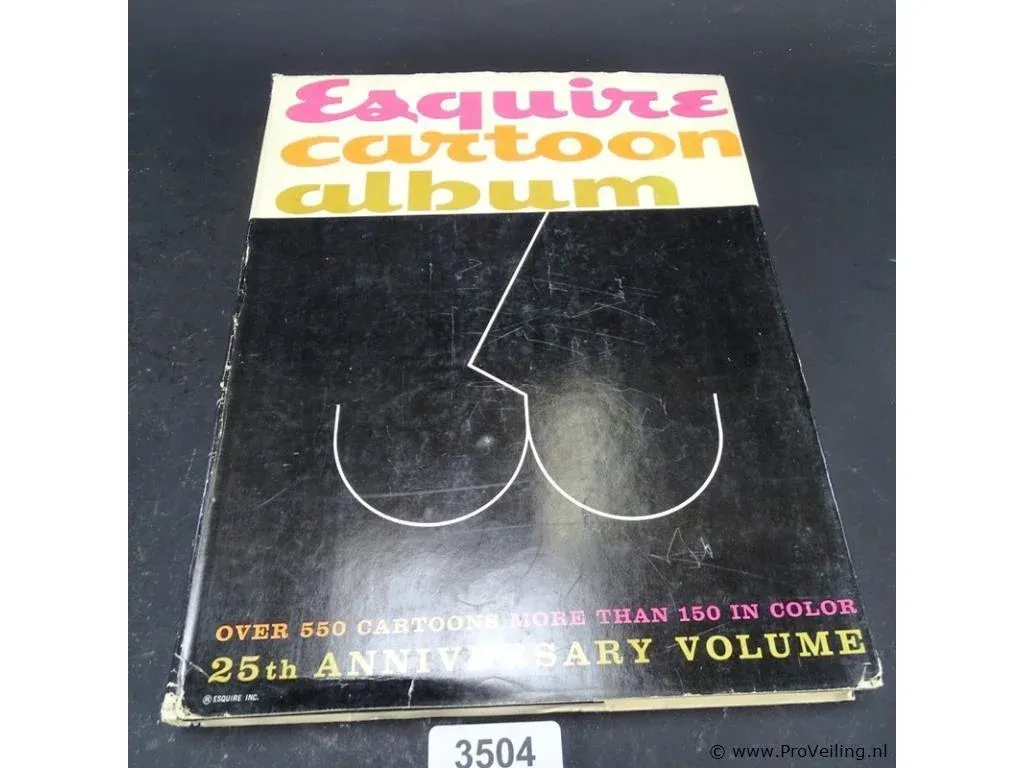 Esquire
cartoon
album
OVER 550 CARTOONS MORE THAN 150 IN COLOR
25th ANNIVERSARY VOLUME
® ESQUIRE INC.
3504
© www.ProVeiling.nl